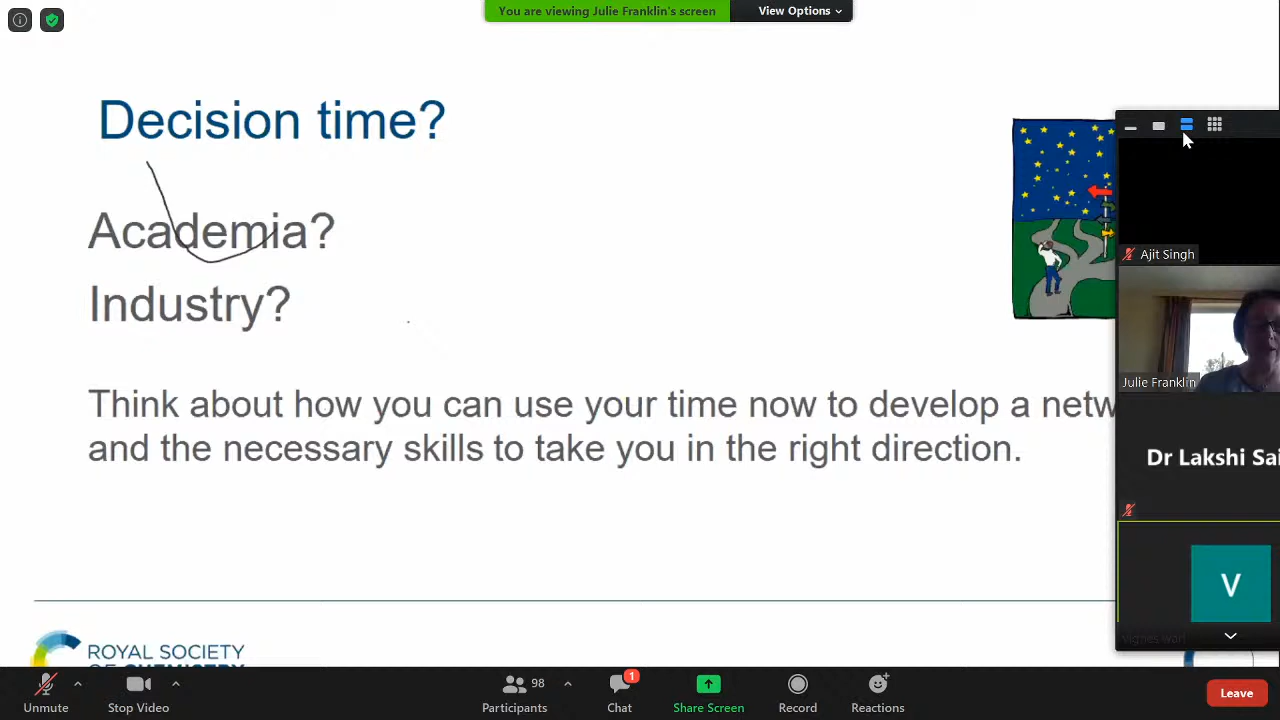 You are viewing Julie Franklin's screen View Options
Decision time?
Academia?
Industry?
Think about how you can use your time now to develop a netw
and the necessary skills to take you in the right direction.
ROYAL SOCIETY
OF CHEMISTRY
Ajit Singh
Julie Franklin
Dr Lakshi Sai
V
Unmute
Stop Video
98
Participants
1
Chat
Share Screen
Record
Reactions
Leave